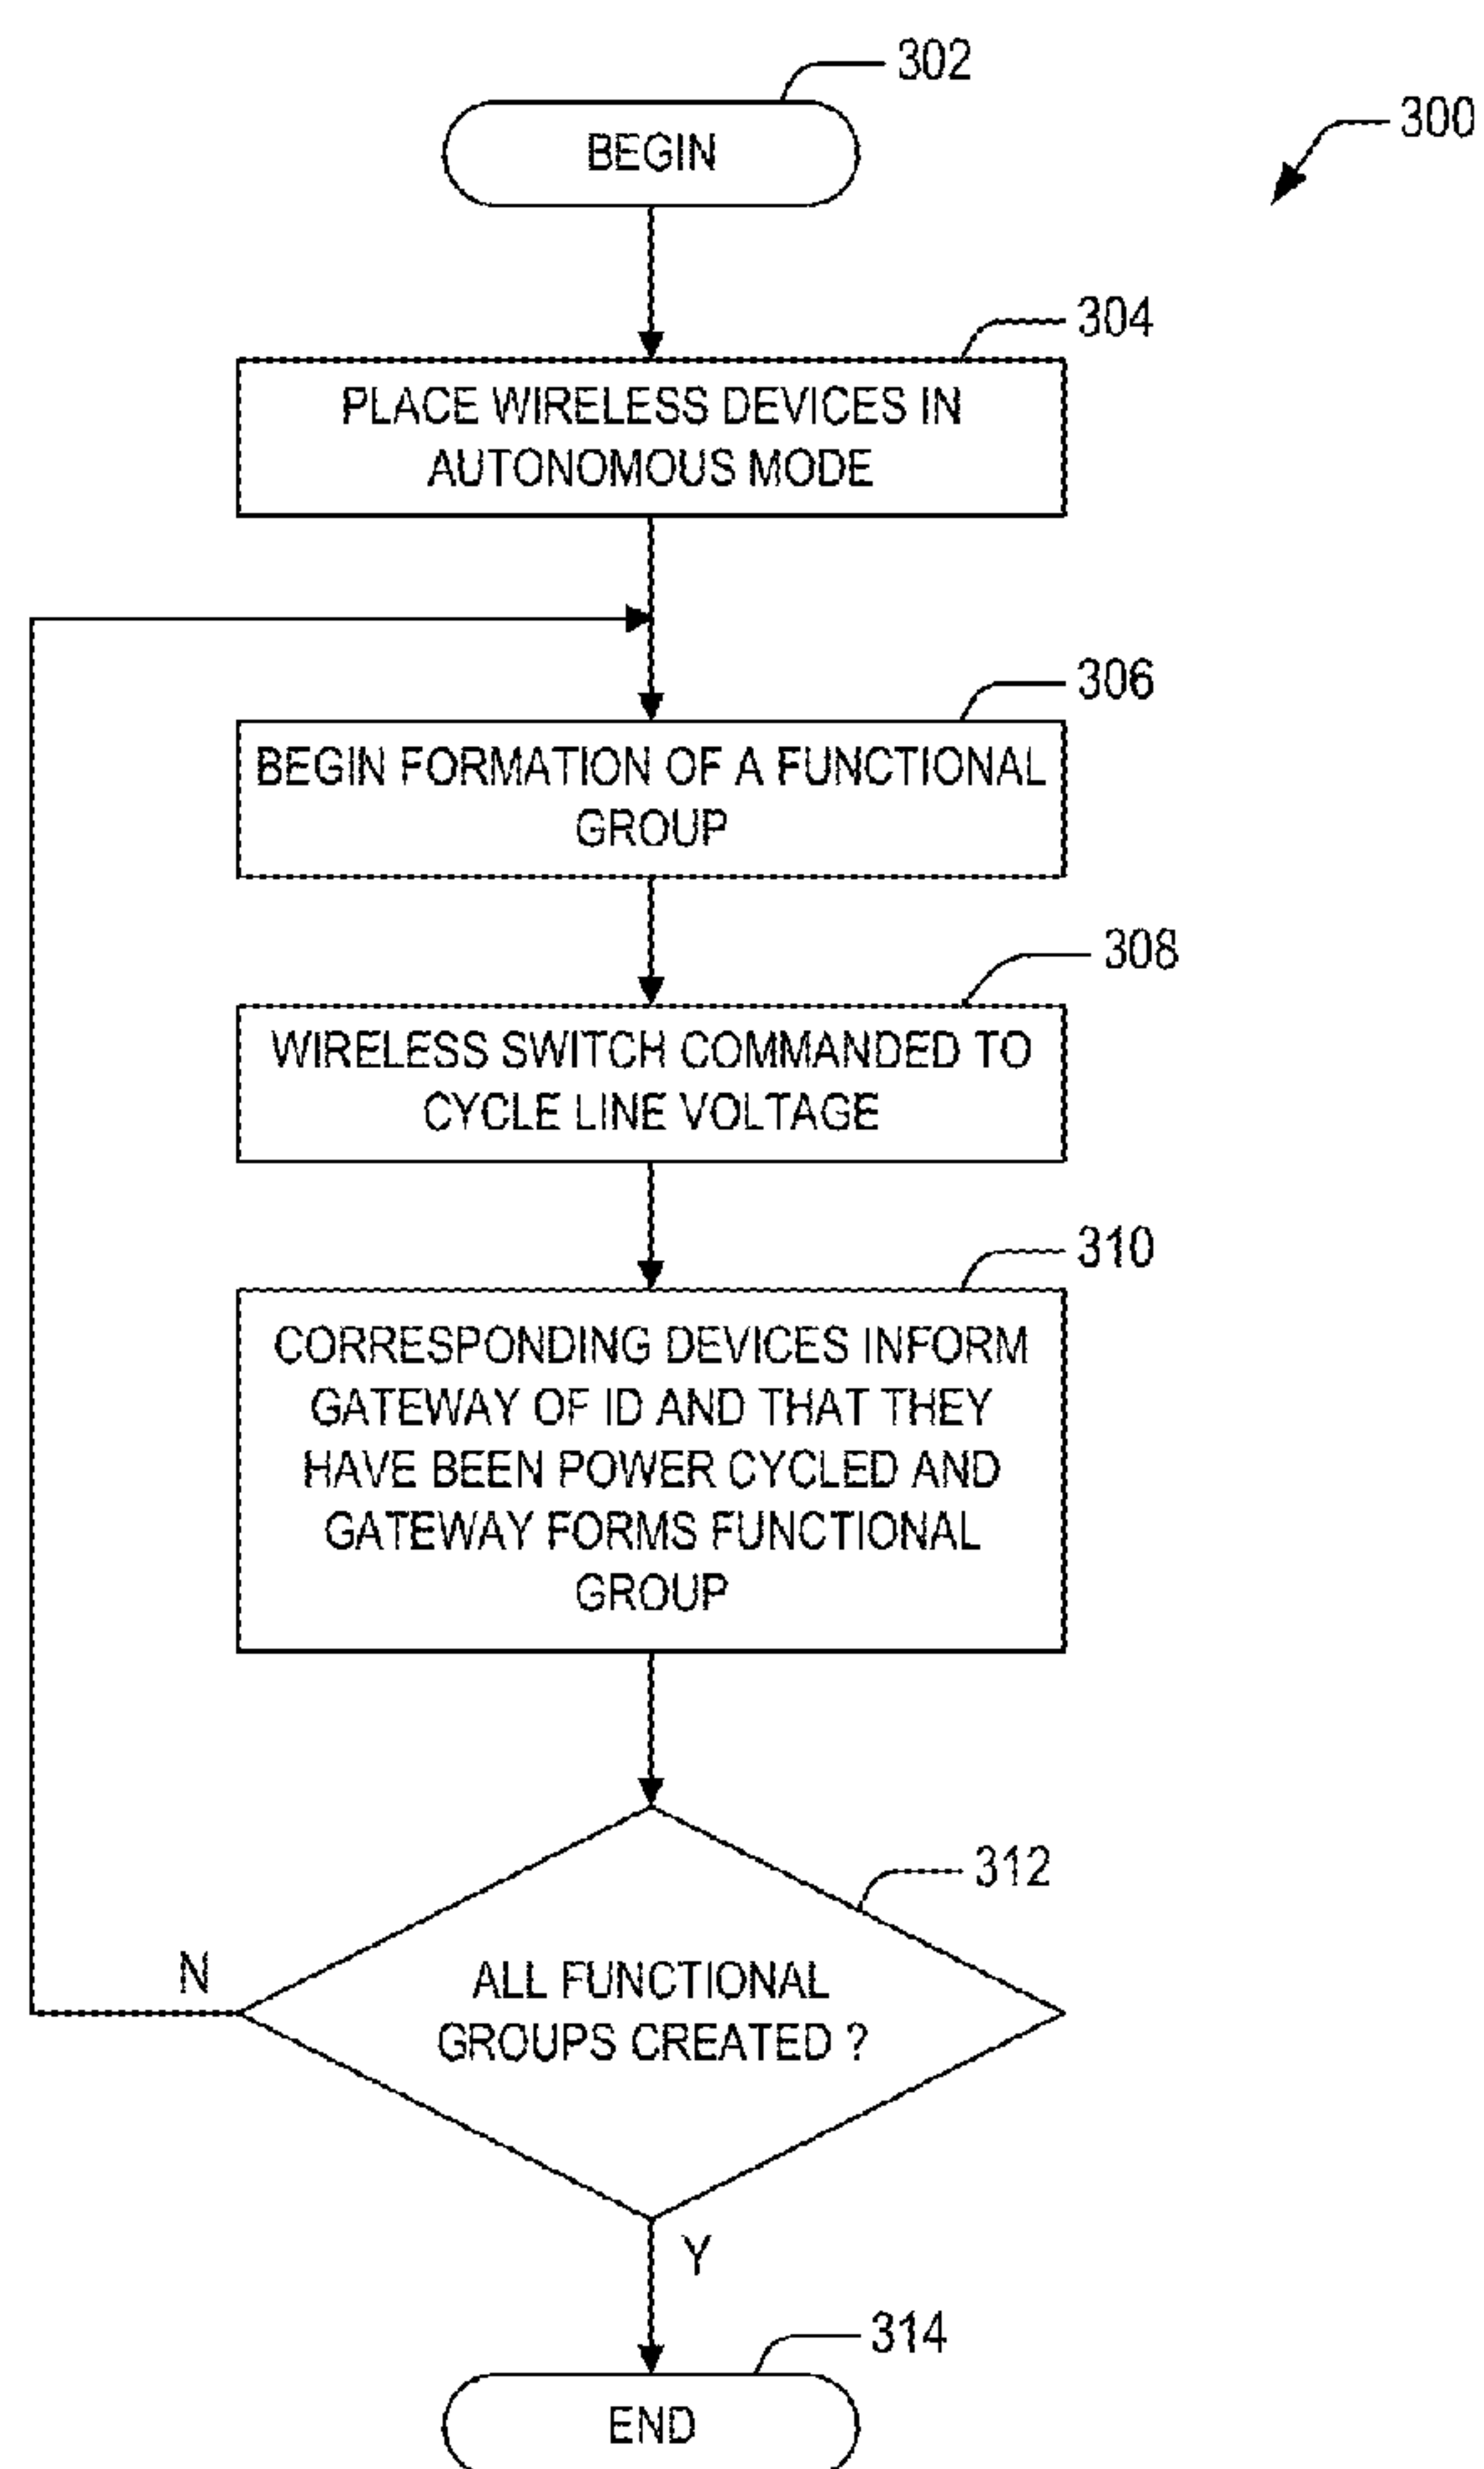 302
BEGIN
300
304
PLACE WIRELESS DEVICES IN
AUTONOMOUS MODE
306
BEGIN FORMATION OF A FUNCTIONAL
GROUP
308
WIRELESS SWITCH COMMANDED TO
CYCLE LINE VOLTAGE
310
CORRESPONDING DEVICES INFORM
GATEWAY OF ID AND THAT THEY
HAVE BEEN POWER CYCLED AND
GATEWAY FORMS FUNCTIONAL
GROUP
312
N
ALL FUNCTIONAL
GROUPS CREATED ?
Y
314
END